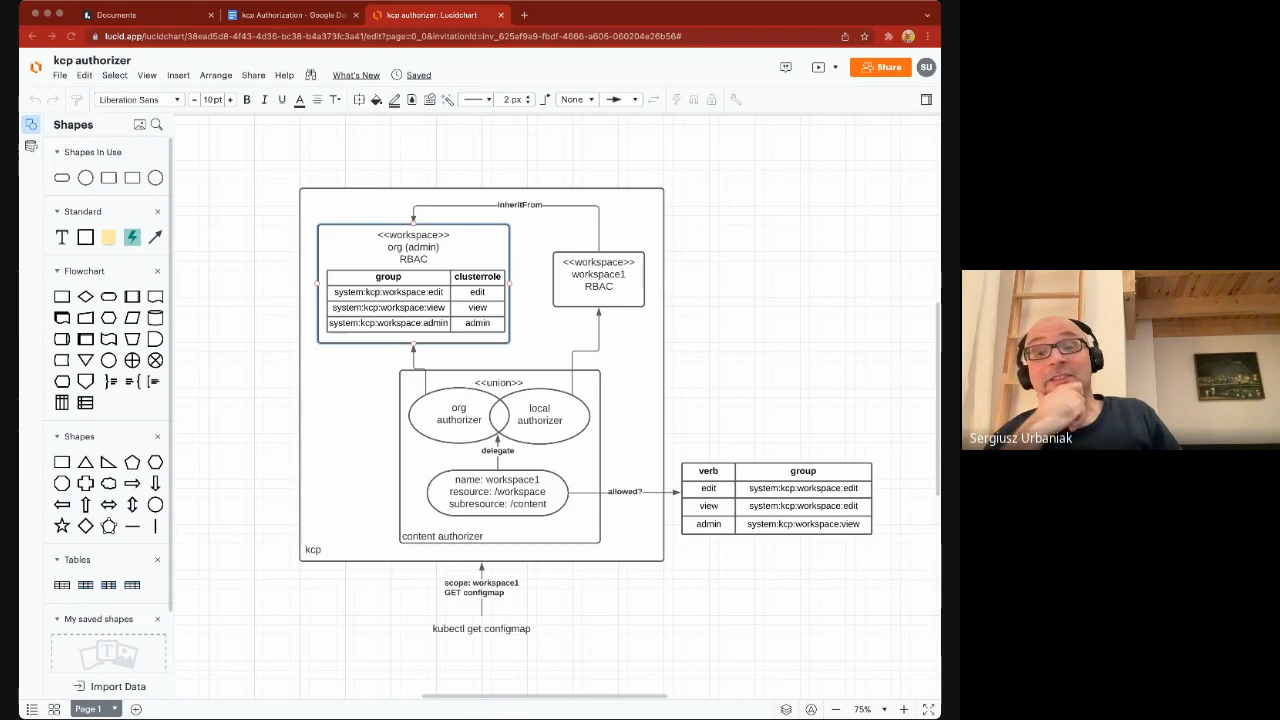 Documents
kcp Authorization - Google Do
kcp authorizer: Lucidchart
lucid.app/lucidchart/38ead5d8-4f43-4d36-bc38-b4a373fc3a41/edit?page=0_0&invitationId=inv_625af9a9-fbdf-4666-a605-060204e26b56#
kcp authorizer
File Edit Select View Insert Arrange Share Help What's New Saved
Share
SU
Liberation Sans
10pt
B I U A T
2 px
None
Shapes
Shapes In Use
Standard
T
Flowchart
Shapes
Tables
My saved shapes
T
Import Data
Page 1
75%
inheritFrom
<<workspace>>
org (admin)
RBAC
group clusterrole
system:kcp:workspace:edit edit
system:kcp:workspace:view view
system:kcp:workspace:admin admin
<<workspace>>
workspace1
RBAC
<<union>>
org
authorizer
local
authorizer
delegate
name: workspace1
resource: /workspace
subresource: /content
allowed?
content authorizer
kcp
verb group
edit system:kcp:workspace:edit
view system:kcp:workspace:edit
admin system:kcp:workspace:view
scope: workspace1
GET configmap
kubectl get configmap
Sergiusz Urbaniak